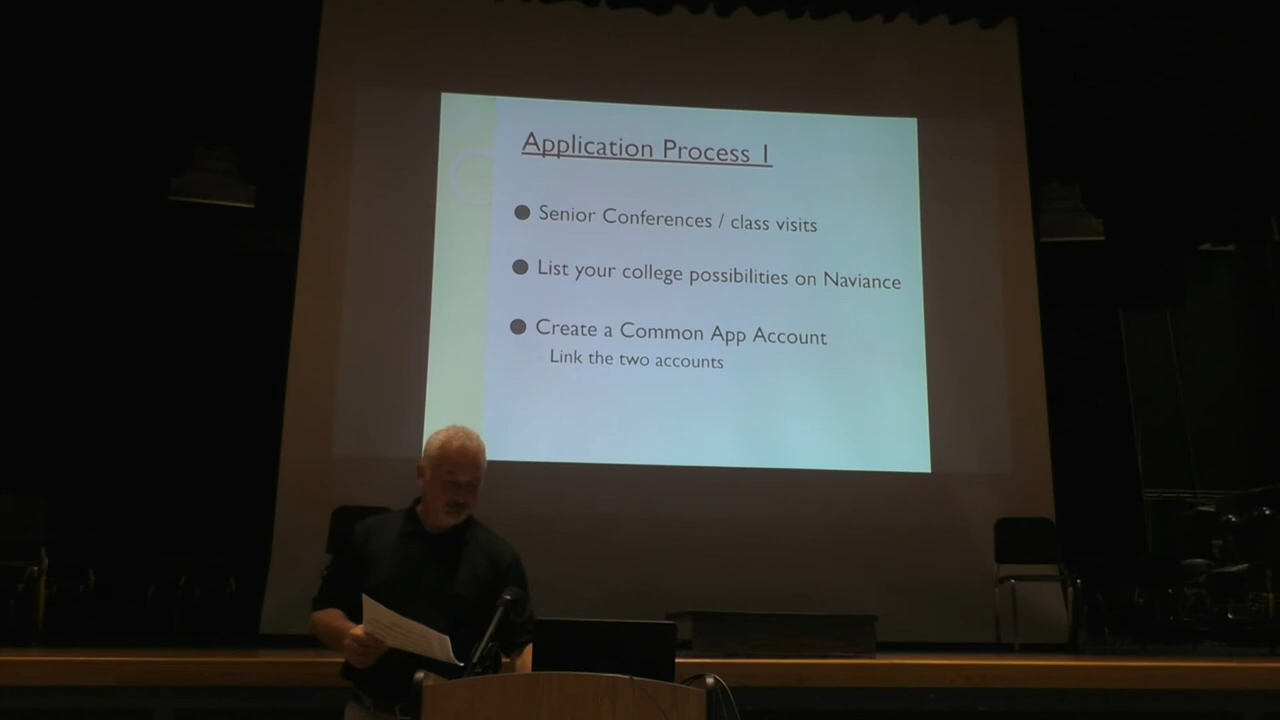 Application Process 1
● Senior Conferences / class visits
● List your college possibilities on Naviance
● Create a Common App Account
Link the two accounts